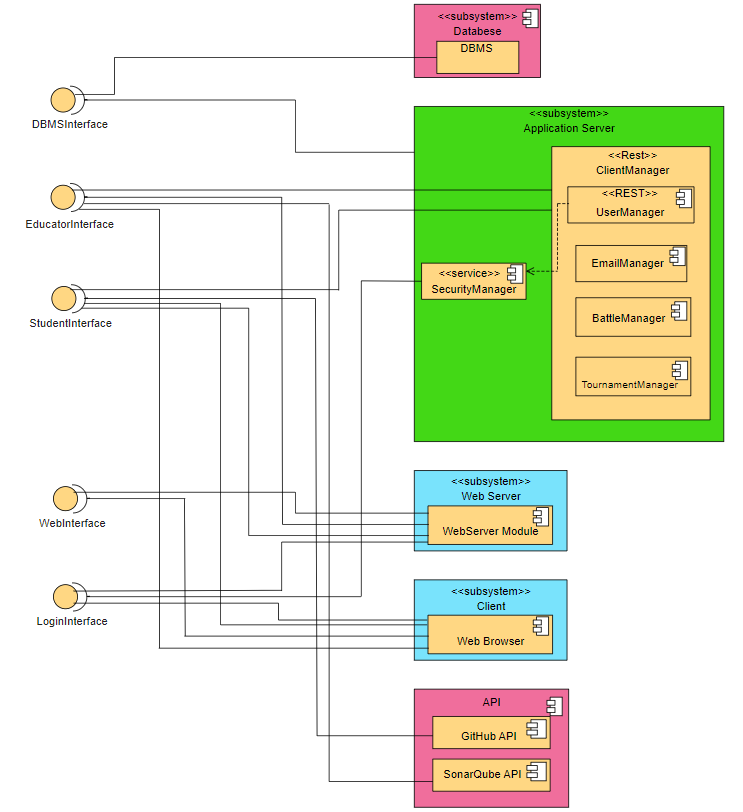 <<subsystem>>
Databese
DBMS
DBMSInterface
<<subsystem>>
Application Server
<<Rest>>
ClientManager
<<REST>>
UserManager
EducatorInterface
EmailManager
<<service>>
SecurityManager
BattleManager
StudentInterface
TournamentManager
<<subsystem>>
Web Server
WebServer Module
WebInterface
<<subsystem>>
Client
Web Browser
LoginInterface
API
GitHub API
SonarQube API